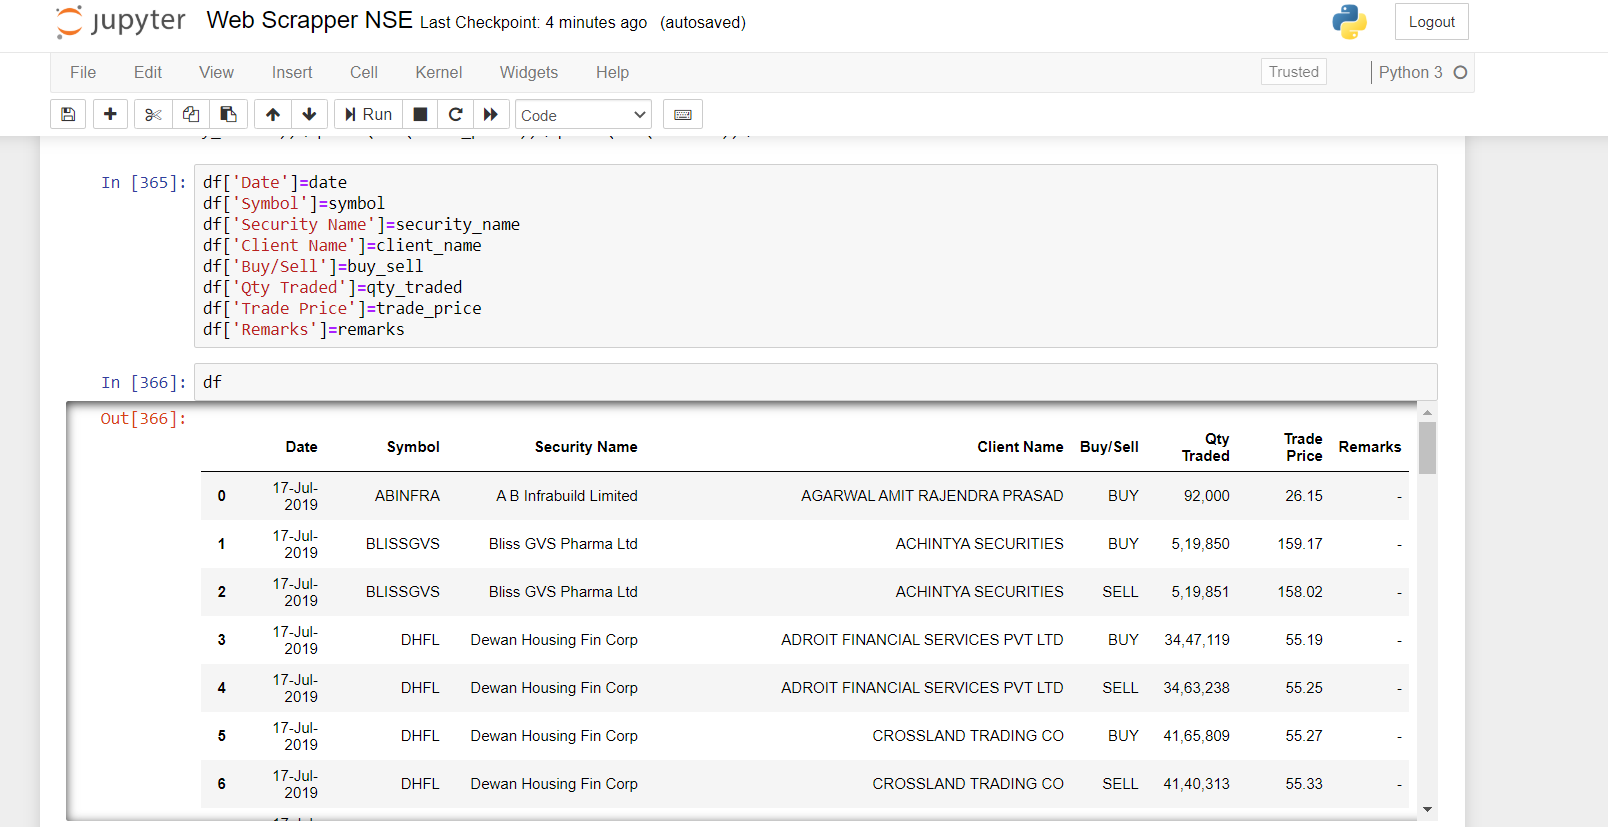 jupyter Web Scrapper NSE Last Checkpoint: 4 minutes ago (autosaved) Logout
File Edit View Insert Cell Kernel Widgets Help Trusted Python 3
Run Code
In [365]: df['Date']=date
df['Symbol']=symbol
df['Security Name']=security_name
df['Client Name']=client_name
df['Buy/Sell']=buy_sell
df['Qty Traded']=qty_traded
df['Trade Price']=trade_price
df['Remarks']=remarks
In [366]: df
Out[366]:
Date Symbol Security Name Client Name Buy/Sell Qty Traded Trade Price Remarks
0 17-Jul-2019 ABINFRA A B Infrabuild Limited AGARWAL AMIT RAJENDRA PRASAD BUY 92,000 26.15 -
1 17-Jul-2019 BLISSGVS Bliss GVS Pharma Ltd ACHINTYA SECURITIES BUY 5,19,850 159.17 -
2 17-Jul-2019 BLISSGVS Bliss GVS Pharma Ltd ACHINTYA SECURITIES SELL 5,19,851 158.02 -
3 17-Jul-2019 DHFL Dewan Housing Fin Corp ADROIT FINANCIAL SERVICES PVT LTD BUY 34,47,119 55.19 -
4 17-Jul-2019 DHFL Dewan Housing Fin Corp ADROIT FINANCIAL SERVICES PVT LTD SELL 34,63,238 55.25 -
5 17-Jul-2019 DHFL Dewan Housing Fin Corp CROSSLAND TRADING CO BUY 41,65,809 55.27 -
6 17-Jul-2019 DHFL Dewan Housing Fin Corp CROSSLAND TRADING CO SELL 41,40,313 55.33 -